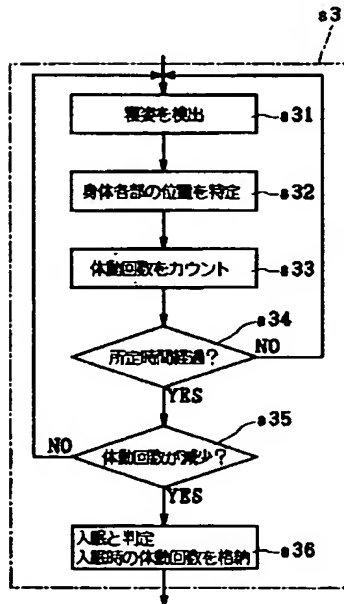 s3
寝姿を検出
s31
身体各部の位置を特定
s32
体動回数をカウント
s33
s34
所定時間経過?
NO
YES
s35
NO
体動回数が減少?
YES
入眠と判定
入眠時の体動回数を格納
s36